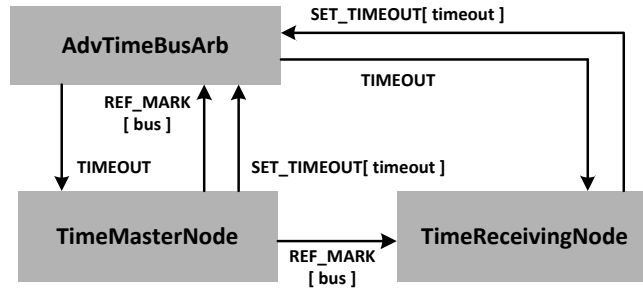 SET_TIMEOUT[ timeout ]
AdvTimeBusArb
TIMEOUT
REF_MARK
[ bus ]
TIMEOUT
SET_TIMEOUT[ timeout ]
TimeMasterNode
TimeReceivingNode
REF_MARK
[ bus ]